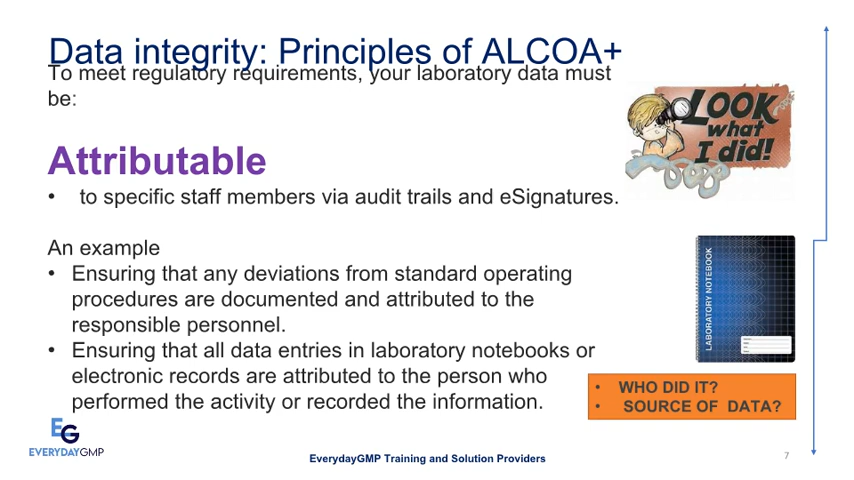 Data integrity: Principles of ALCOA+
To meet regulatory requirements, your laboratory data must
be:
LOOK
what
I did!
Attributable
• to specific staff members via audit trails and eSignatures.
An example
• Ensuring that any deviations from standard operating
procedures are documented and attributed to the
responsible personnel.
• Ensuring that all data entries in laboratory notebooks or
electronic records are attributed to the person who
performed the activity or recorded the information.
LABORATORY NOTEBOOK
• WHO DID IT?
• SOURCE OF DATA?
EG
EVERYDAYGMP
EverydayGMP Training and Solution Providers
7